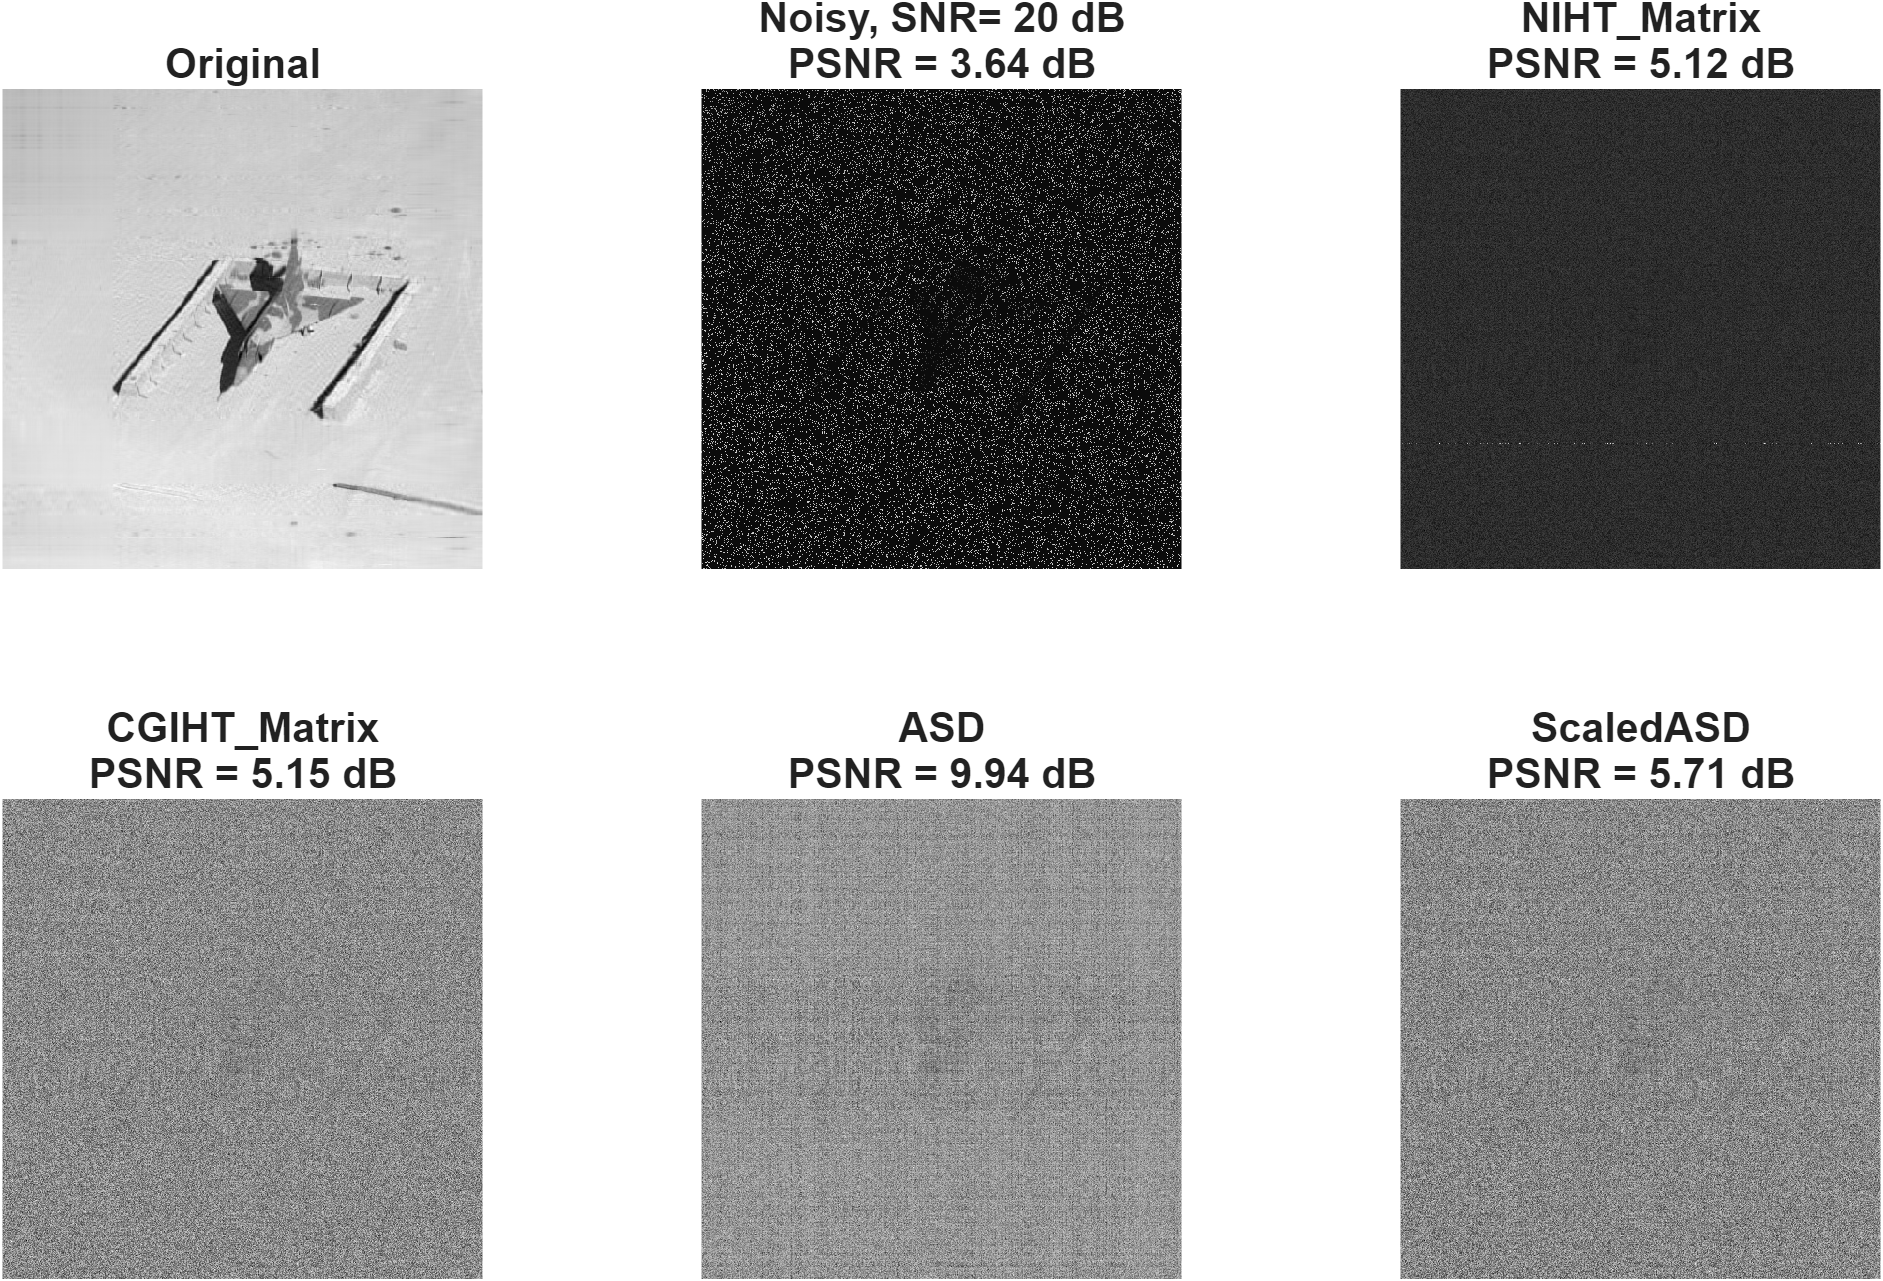 Original
Noisy, SNR= 20 dB
PSNR = 3.64 dB
NIHT_Matrix
PSNR = 5.12 dB
CGIHT_Matrix
PSNR = 5.15 dB
ASD
PSNR = 9.94 dB
ScaledASD
PSNR = 5.71 dB